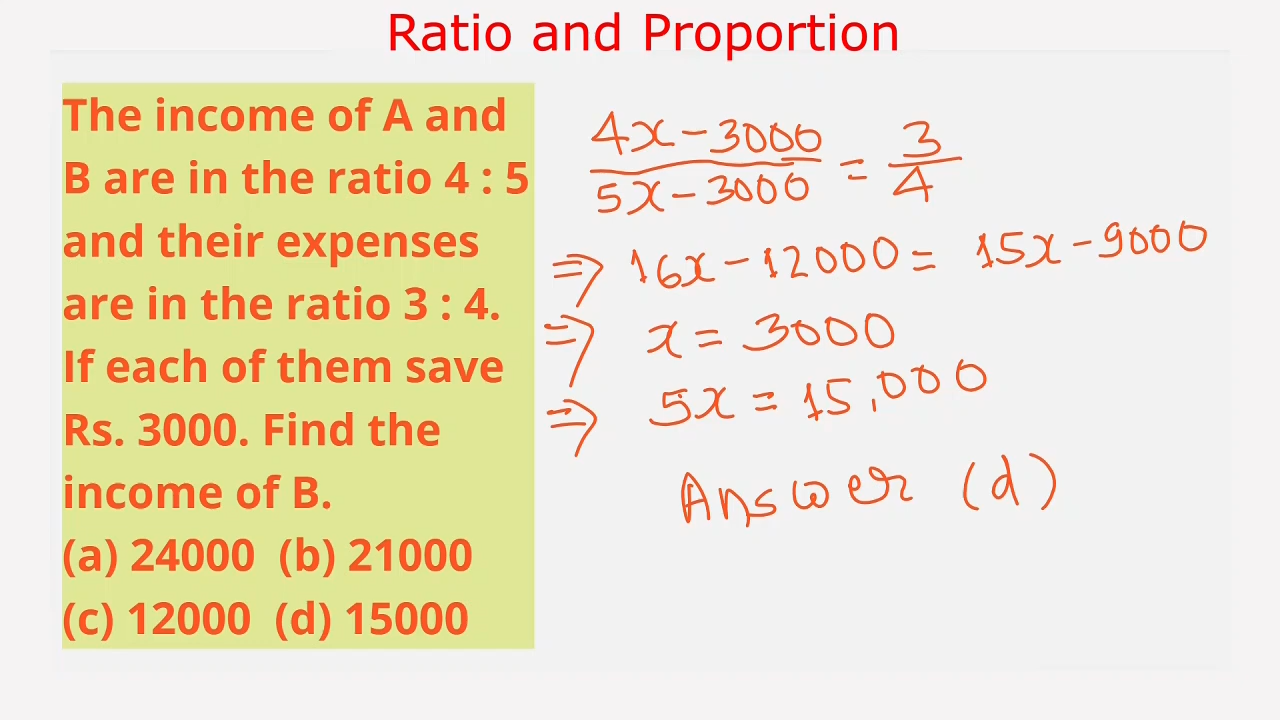 Ratio and Proportion
The income of A and
B are in the ratio 4 : 5
and their expenses
are in the ratio 3 : 4.
If each of them save
Rs. 3000. Find the
income of B.
(a) 24000 (b) 21000
(c) 12000 (d) 15000
4x-3000/5x-3000 = 3/4
⇒ 16x-12000 = 15x-9000
⇒ x = 3000
⇒ 5x = 15,000
Answer (d)